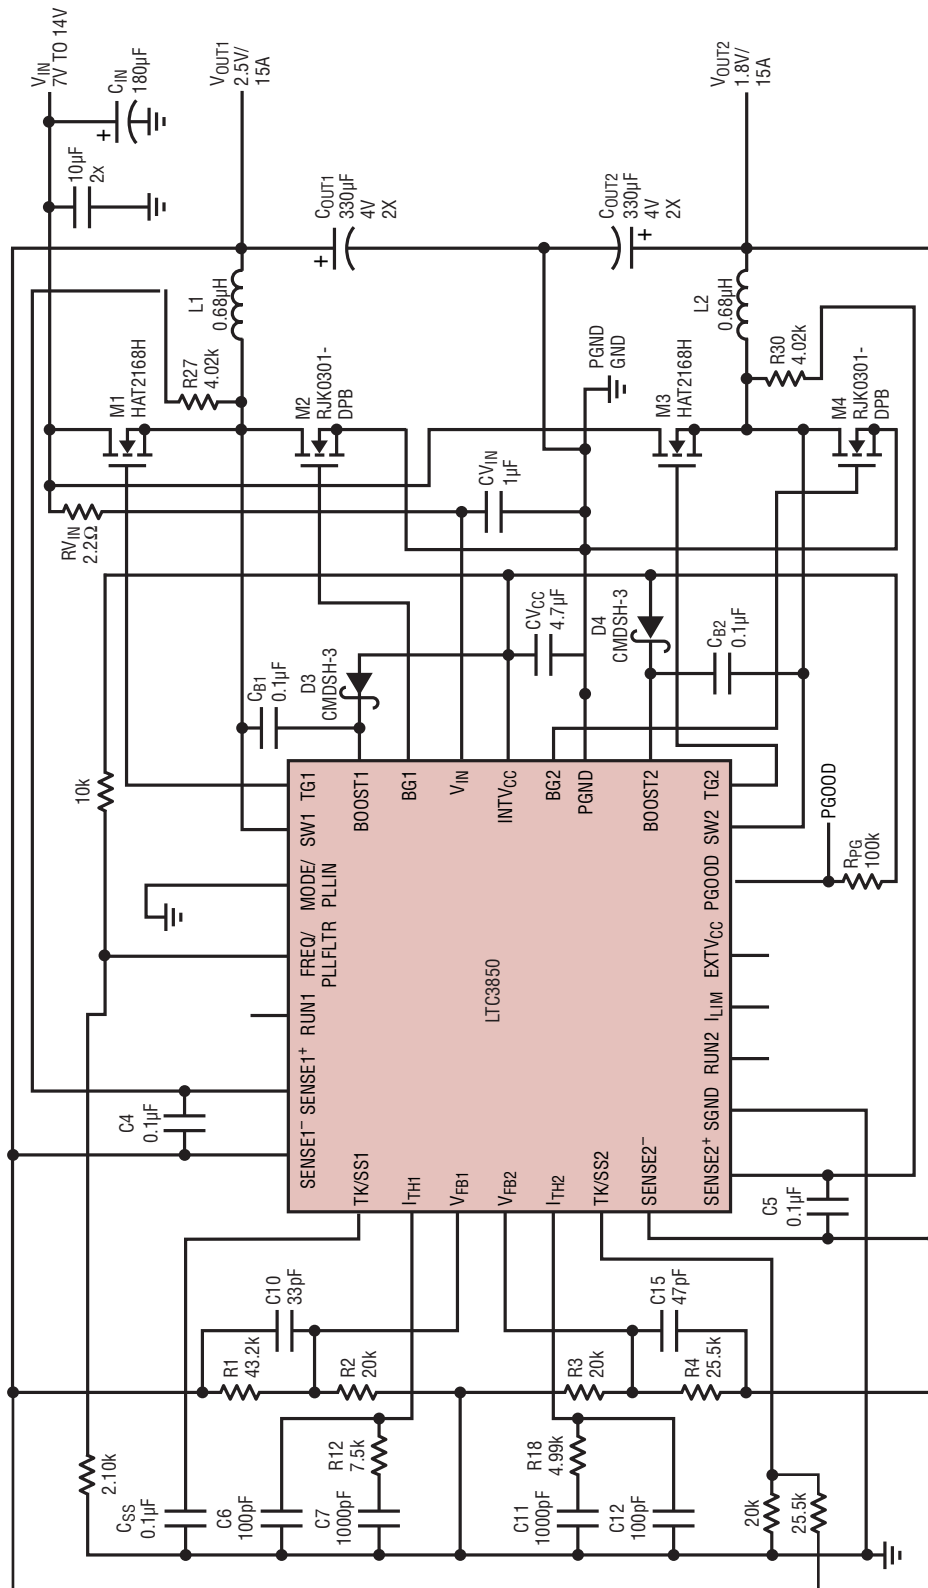 VIN
7V TO 14V
CIN
180µF
+
10µF
2x
VOUT1
2.5V/
15A
COUT1
330µF
4V
2X
+
COUT2
330µF
4V
2X
+
VOUT2
1.8V/
15A
L1
0.68µH
L2
0.68µH
M1
HAT2168H
R27
4.02k
M2
RJK0301-
DPB
PGND
GND
M3
HAT2168H
R30
4.02k
M4
RJK0301-
DPB
RVIN
2.2Ω
CVIN
1µF
CVCC
4.7µF
D4
CMDSH-3
CB2
0.1µF
CB1
0.1µF
D3
CMDSH-3
10k
TG1
SW1
MODE/
PLLIN
FREQ/
PLLFLTR
RUN1
SENSE1+
SENSE1–
BOOST1
BG1
VIN
INTVCC
BG2
PGND
BOOST2
TG2
SW2
PGOOD
EXTVCC
ILIM
RUN2
SGND
SENSE2+
LTC3850
TK/SS1
ITH1
VFB1
VFB2
ITH2
TK/SS2
SENSE2–
PGOOD
RPG
100k
C4
0.1µF
C5
0.1µF
C10
33pF
R1
43.2k
R2
20k
R3
20k
C15
47pF
R4
25.5k
2.10k
CSS
0.1µF
C6
100pF
R12
7.5k
C7
1000pF
R18
4.99k
C11
1000pF
C12
100pF
20k
25.5k